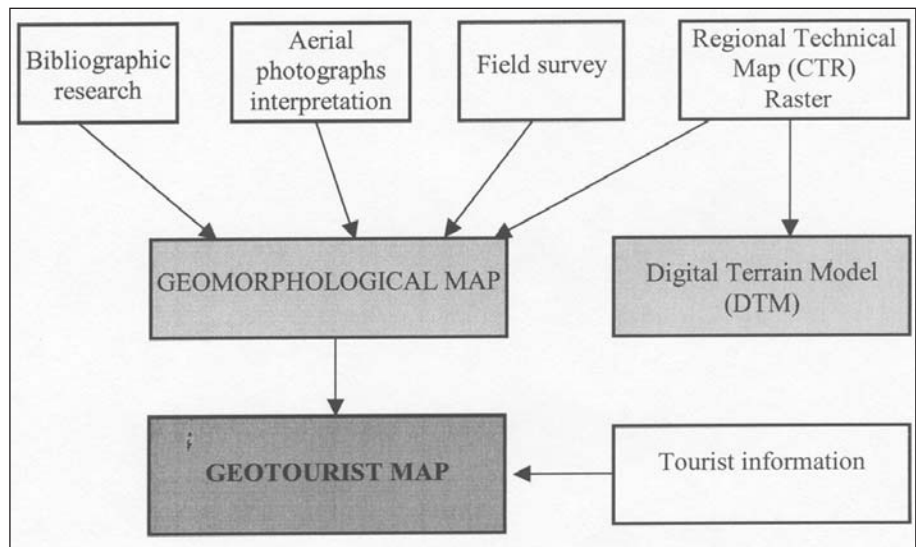 Bibliographic
research
Aerial
photographs
interpretation
Field survey
Regional Technical
Map (CTR)
Raster
GEOMORPHOLOGICAL MAP
Digital Terrain Model
(DTM)
GEOTOURIST MAP
Tourist information